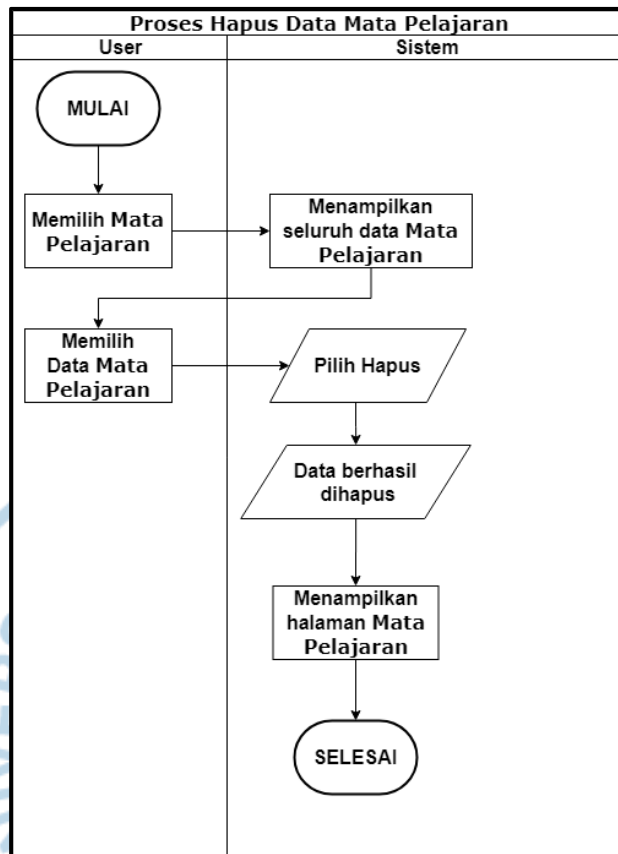 Proses Hapus Data Mata Pelajaran
User
Sistem
MULAI
Memilih Mata
Pelajaran
Menampilkan
seluruh data Mata
Pelajaran
Memilih
Data Mata
Pelajaran
Pilih Hapus
Data berhasil
dihapus
Menampilkan
halaman Mata
Pelajaran
SELESAI